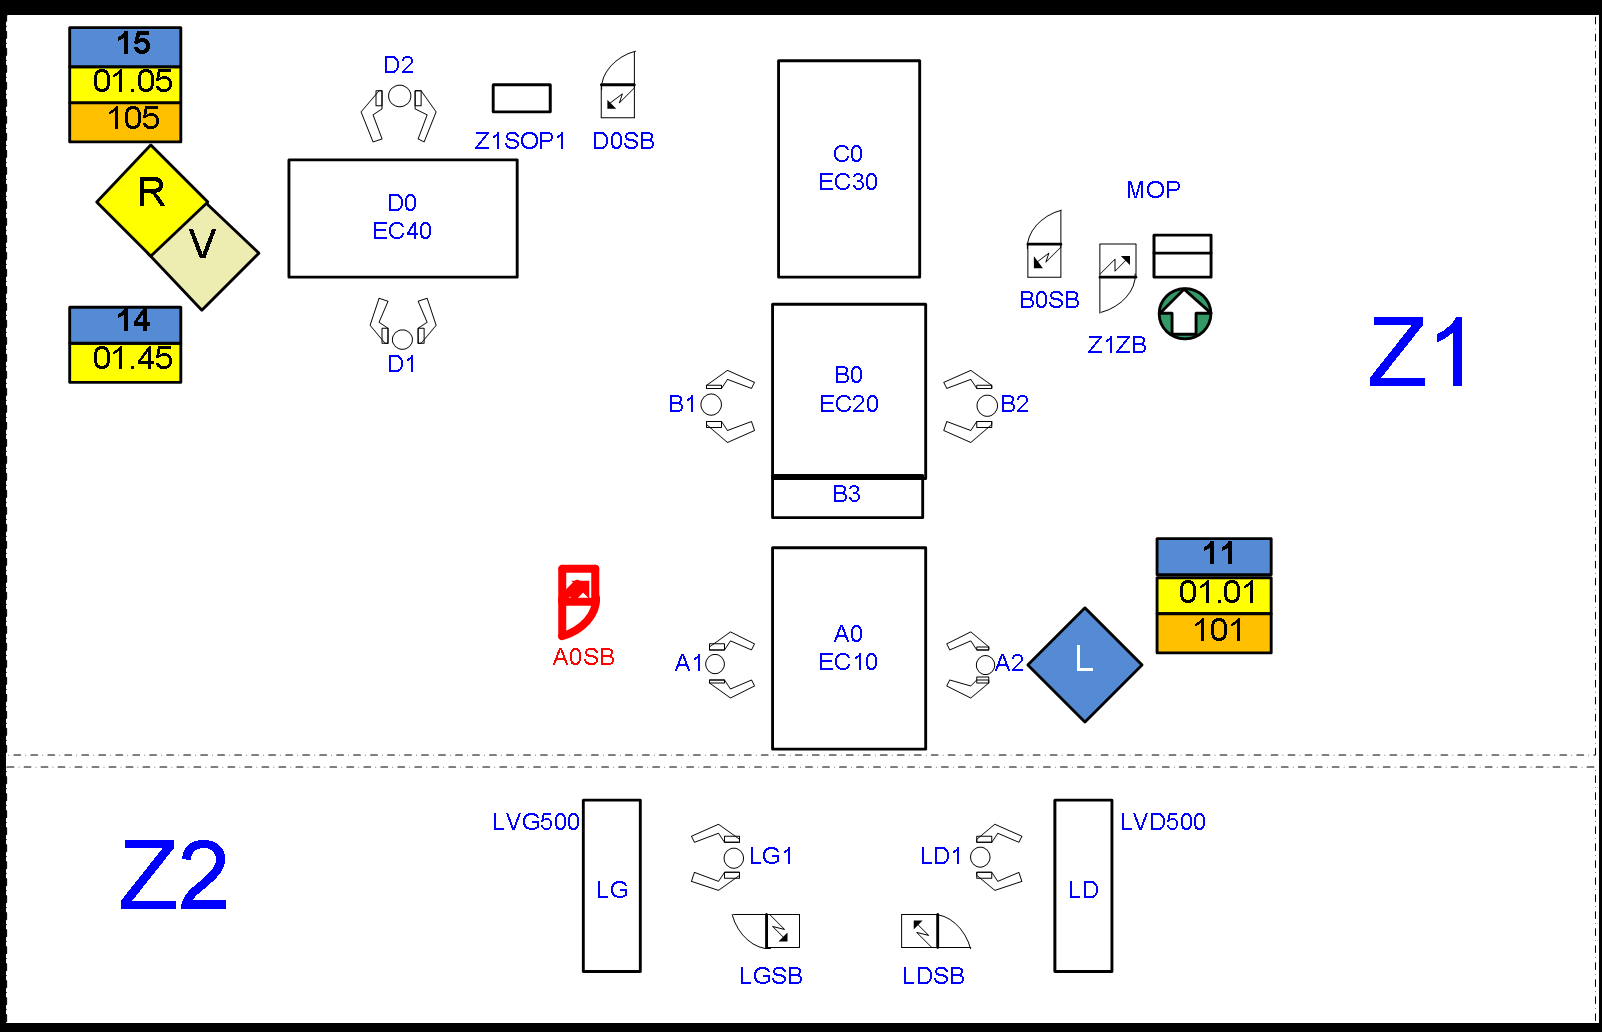 15
01.05
105
R
V
14
01.45
D2
Z1SOP1
D0SB
D0
EC40
D1
C0
EC30
MOP
B0SB
Z1ZB
Z1
B0
EC20
B1
B2
B3
A0SB
A0
EC10
A1
A2
L
11
01.01
101
Z2
LVG500
LG
LG1
LGSB
LD1
LDSB
LD
LVD500